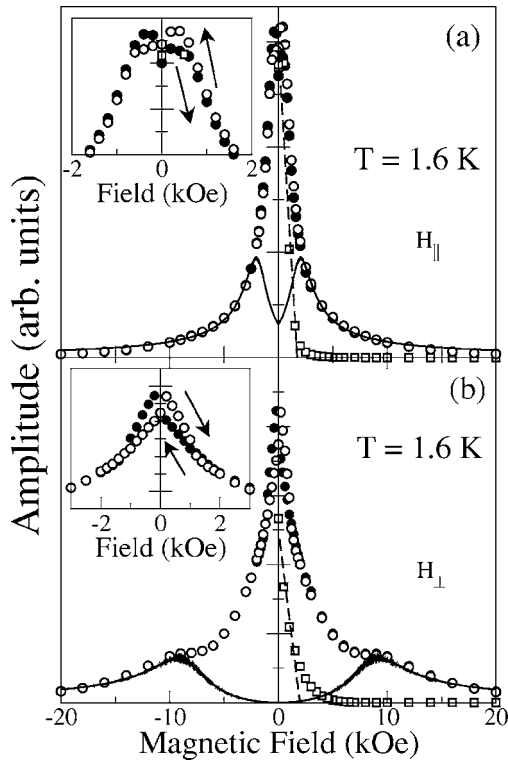 (a)
-2 0 2
Field (kOe)
T = 1.6 K
H∥
Amplitude (arb. units)
(b)
-2 0 2
Field (kOe)
T = 1.6 K
H⊥
-20 -10 0 10 20
Magnetic Field (kOe)